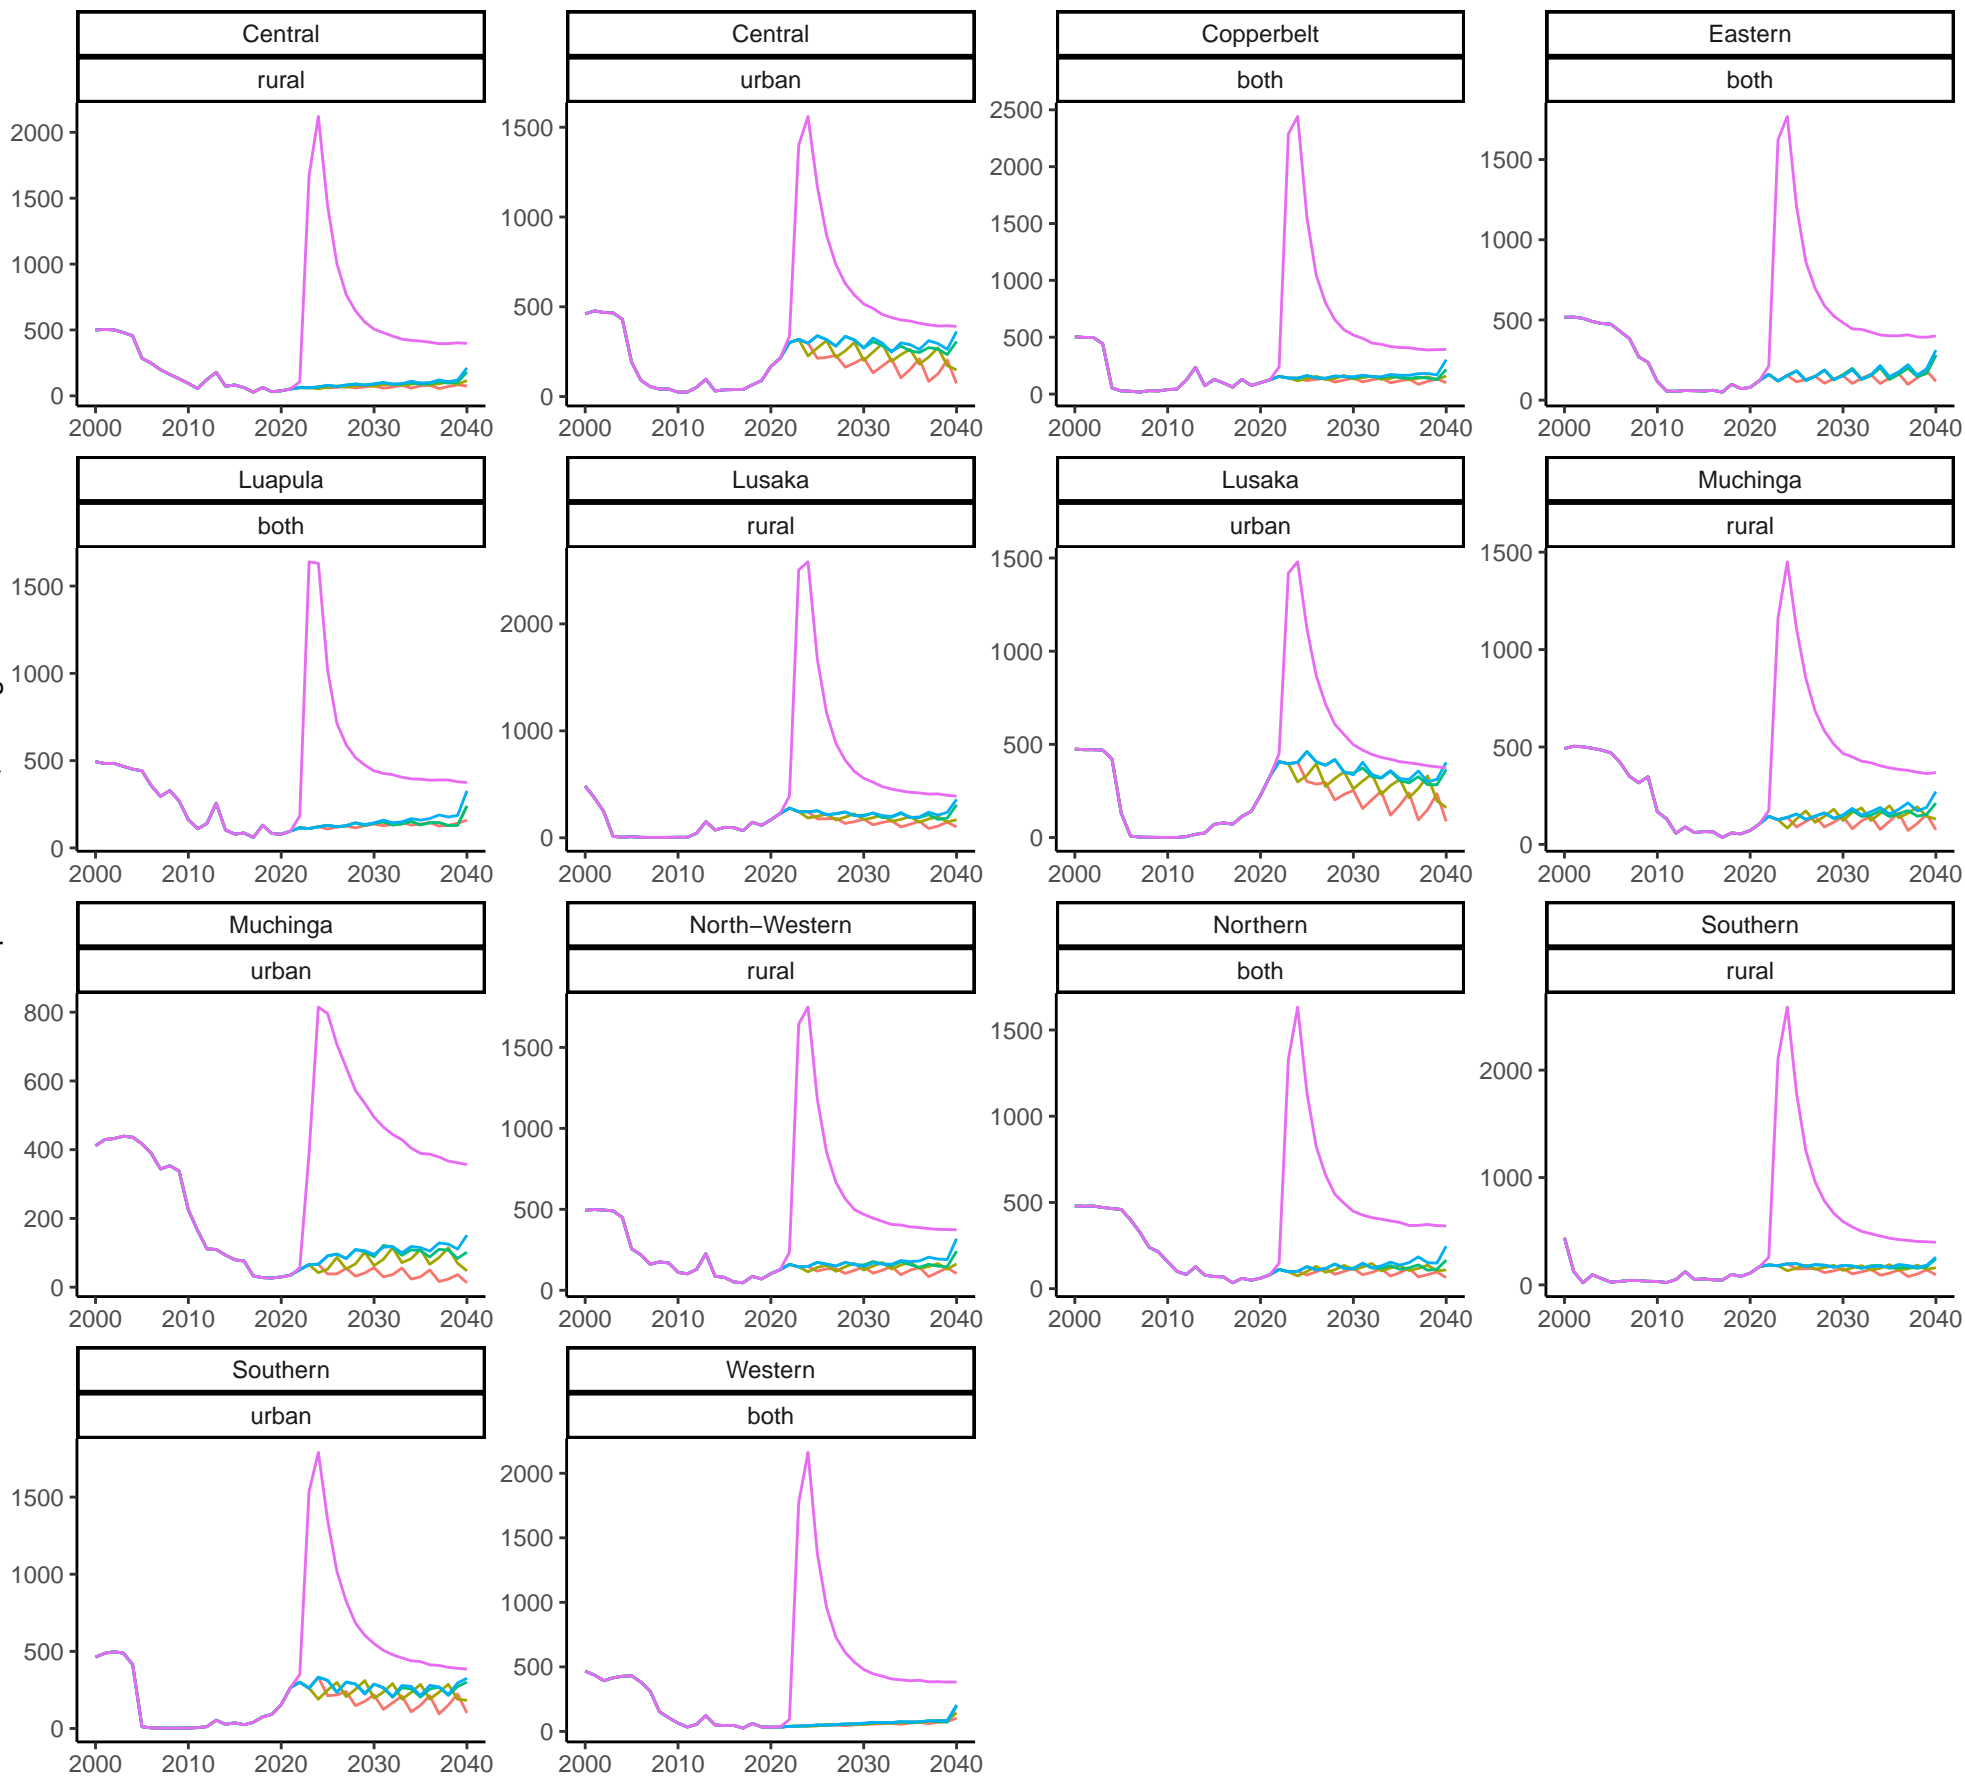 Central Central Copperbelt Eastern
rural urban both both
2000 1500 2500 1500
1500 1000 2000 1000
1000 500 1500 500
500 0 1000 0
0 500
0
2000 2010 2020 2030 2040 2000 2010 2020 2030 2040 2000 2010 2020 2030 2040 2000 2010 2020 2030 2040
Luapula Lusaka Lusaka Muchinga
both rural urban rural
1500 2000 1500 1500
1000 1000 1000 1000
500 0 500 500
0 0 0
2000 2010 2020 2030 2040 2000 2010 2020 2030 2040 2000 2010 2020 2030 2040 2000 2010 2020 2030 2040
Muchinga North−Western Northern Southern
urban rural both rural
800 1500 1500 2000
600 1000 1000 1000
400 500 500 0
200 0 0
0
2000 2010 2020 2030 2040 2000 2010 2020 2030 2040 2000 2010 2020 2030 2040 2000 2010 2020 2030 2040
Southern Western
urban both
1500 2000
1000 1500
500 1000
0 500
0
2000 2010 2020 2030 2040 2000 2010 2020 2030 2040